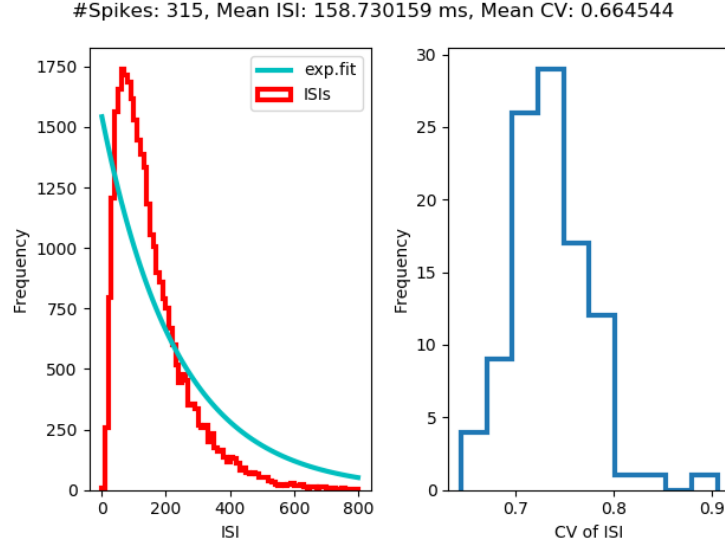 #Spikes: 315, Mean ISI: 158.730159 ms, Mean CV: 0.664544
exp.fit
ISIs
Frequency
1750
1500
1250
1000
750
500
250
0
0 200 400 600 800
ISI
Frequency
30
25
20
15
10
5
0
0.7 0.8 0.9
CV of ISI